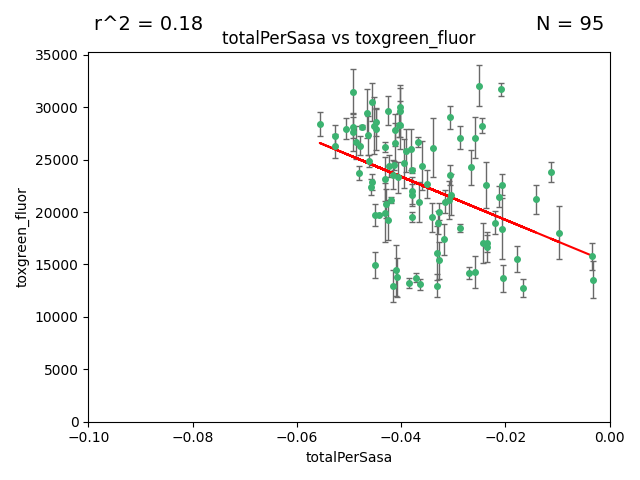 r^2 = 0.18 N = 95
totalPerSasa vs toxgreen_fluor
35000
30000
25000
20000
15000
10000
5000
0
toxgreen_fluor
−0.10 −0.08 −0.06 −0.04 −0.02 0.00
totalPerSasa